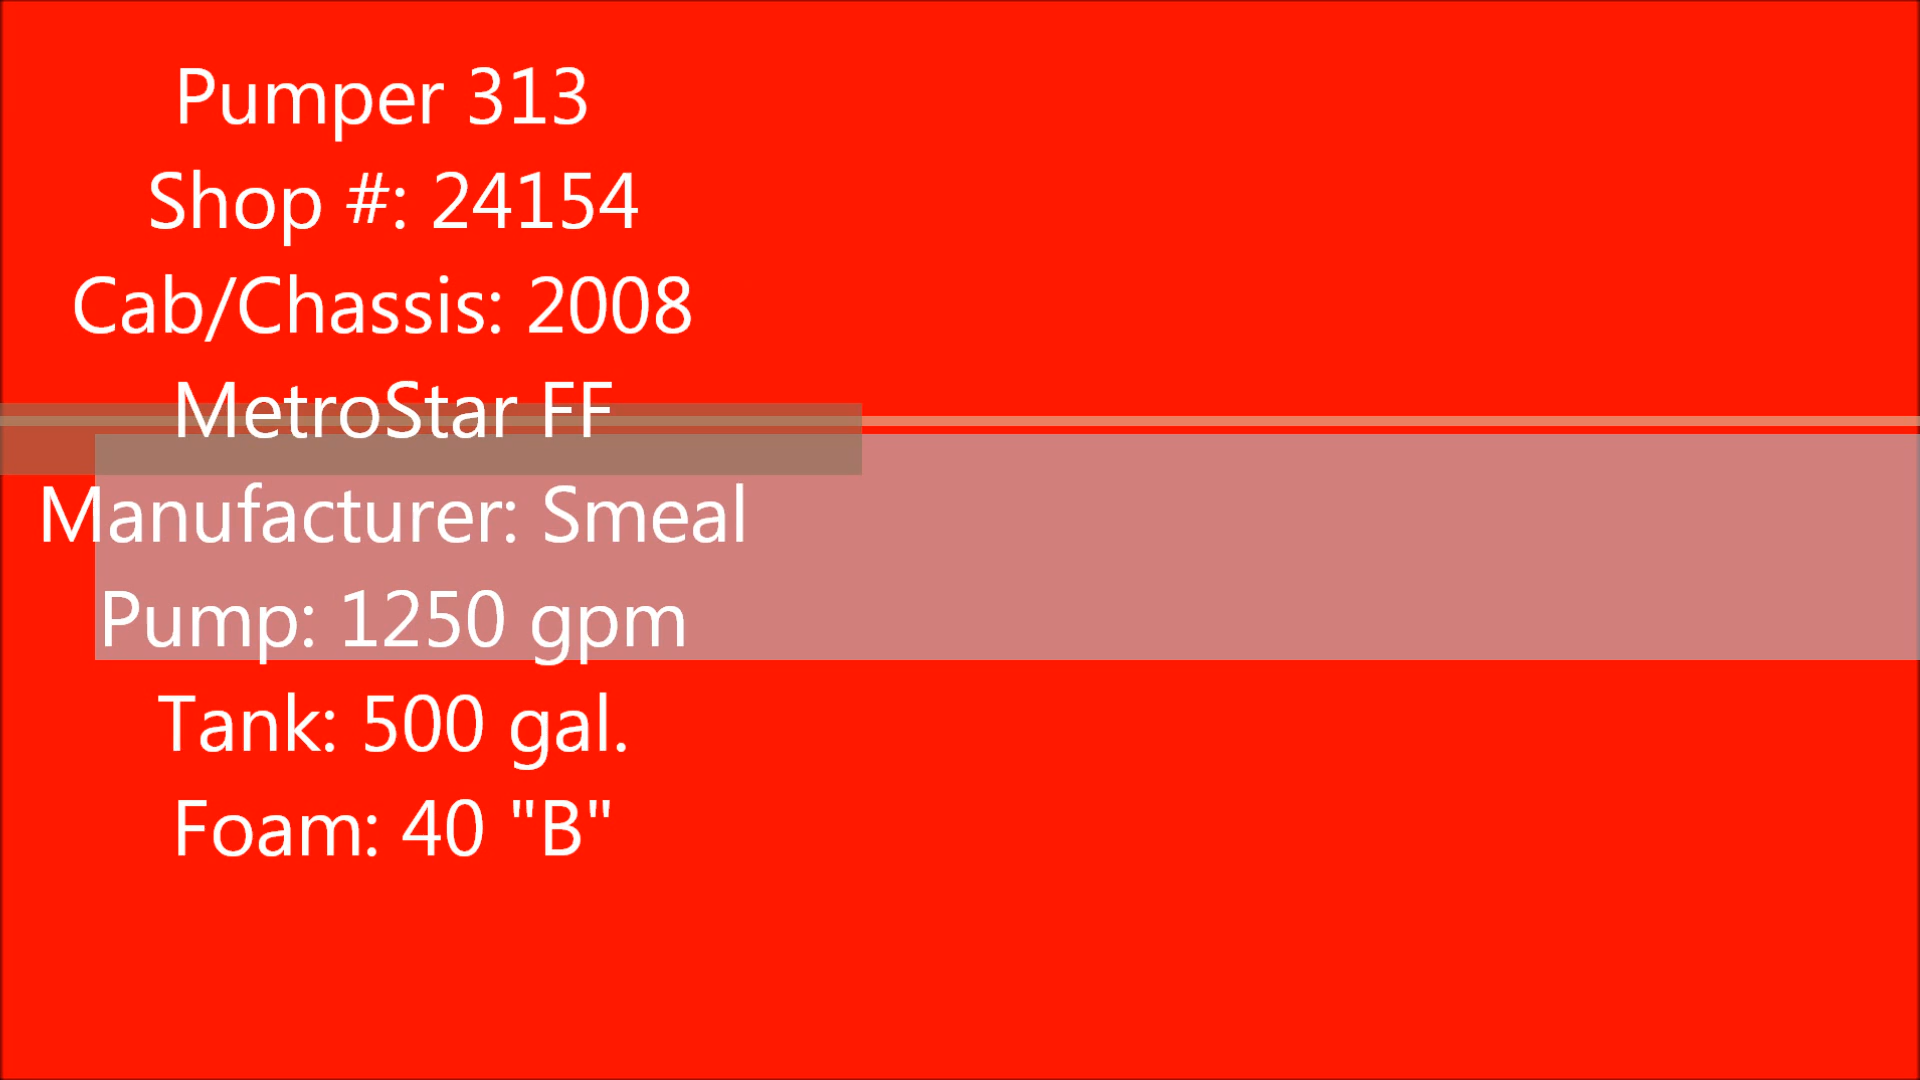 Pumper 313
Shop #: 24154
Cab/Chassis: 2008
MetroStar FF
Manufacturer: Smeal
Pump: 1250 gpm
Tank: 500 gal.
Foam: 40 "B"